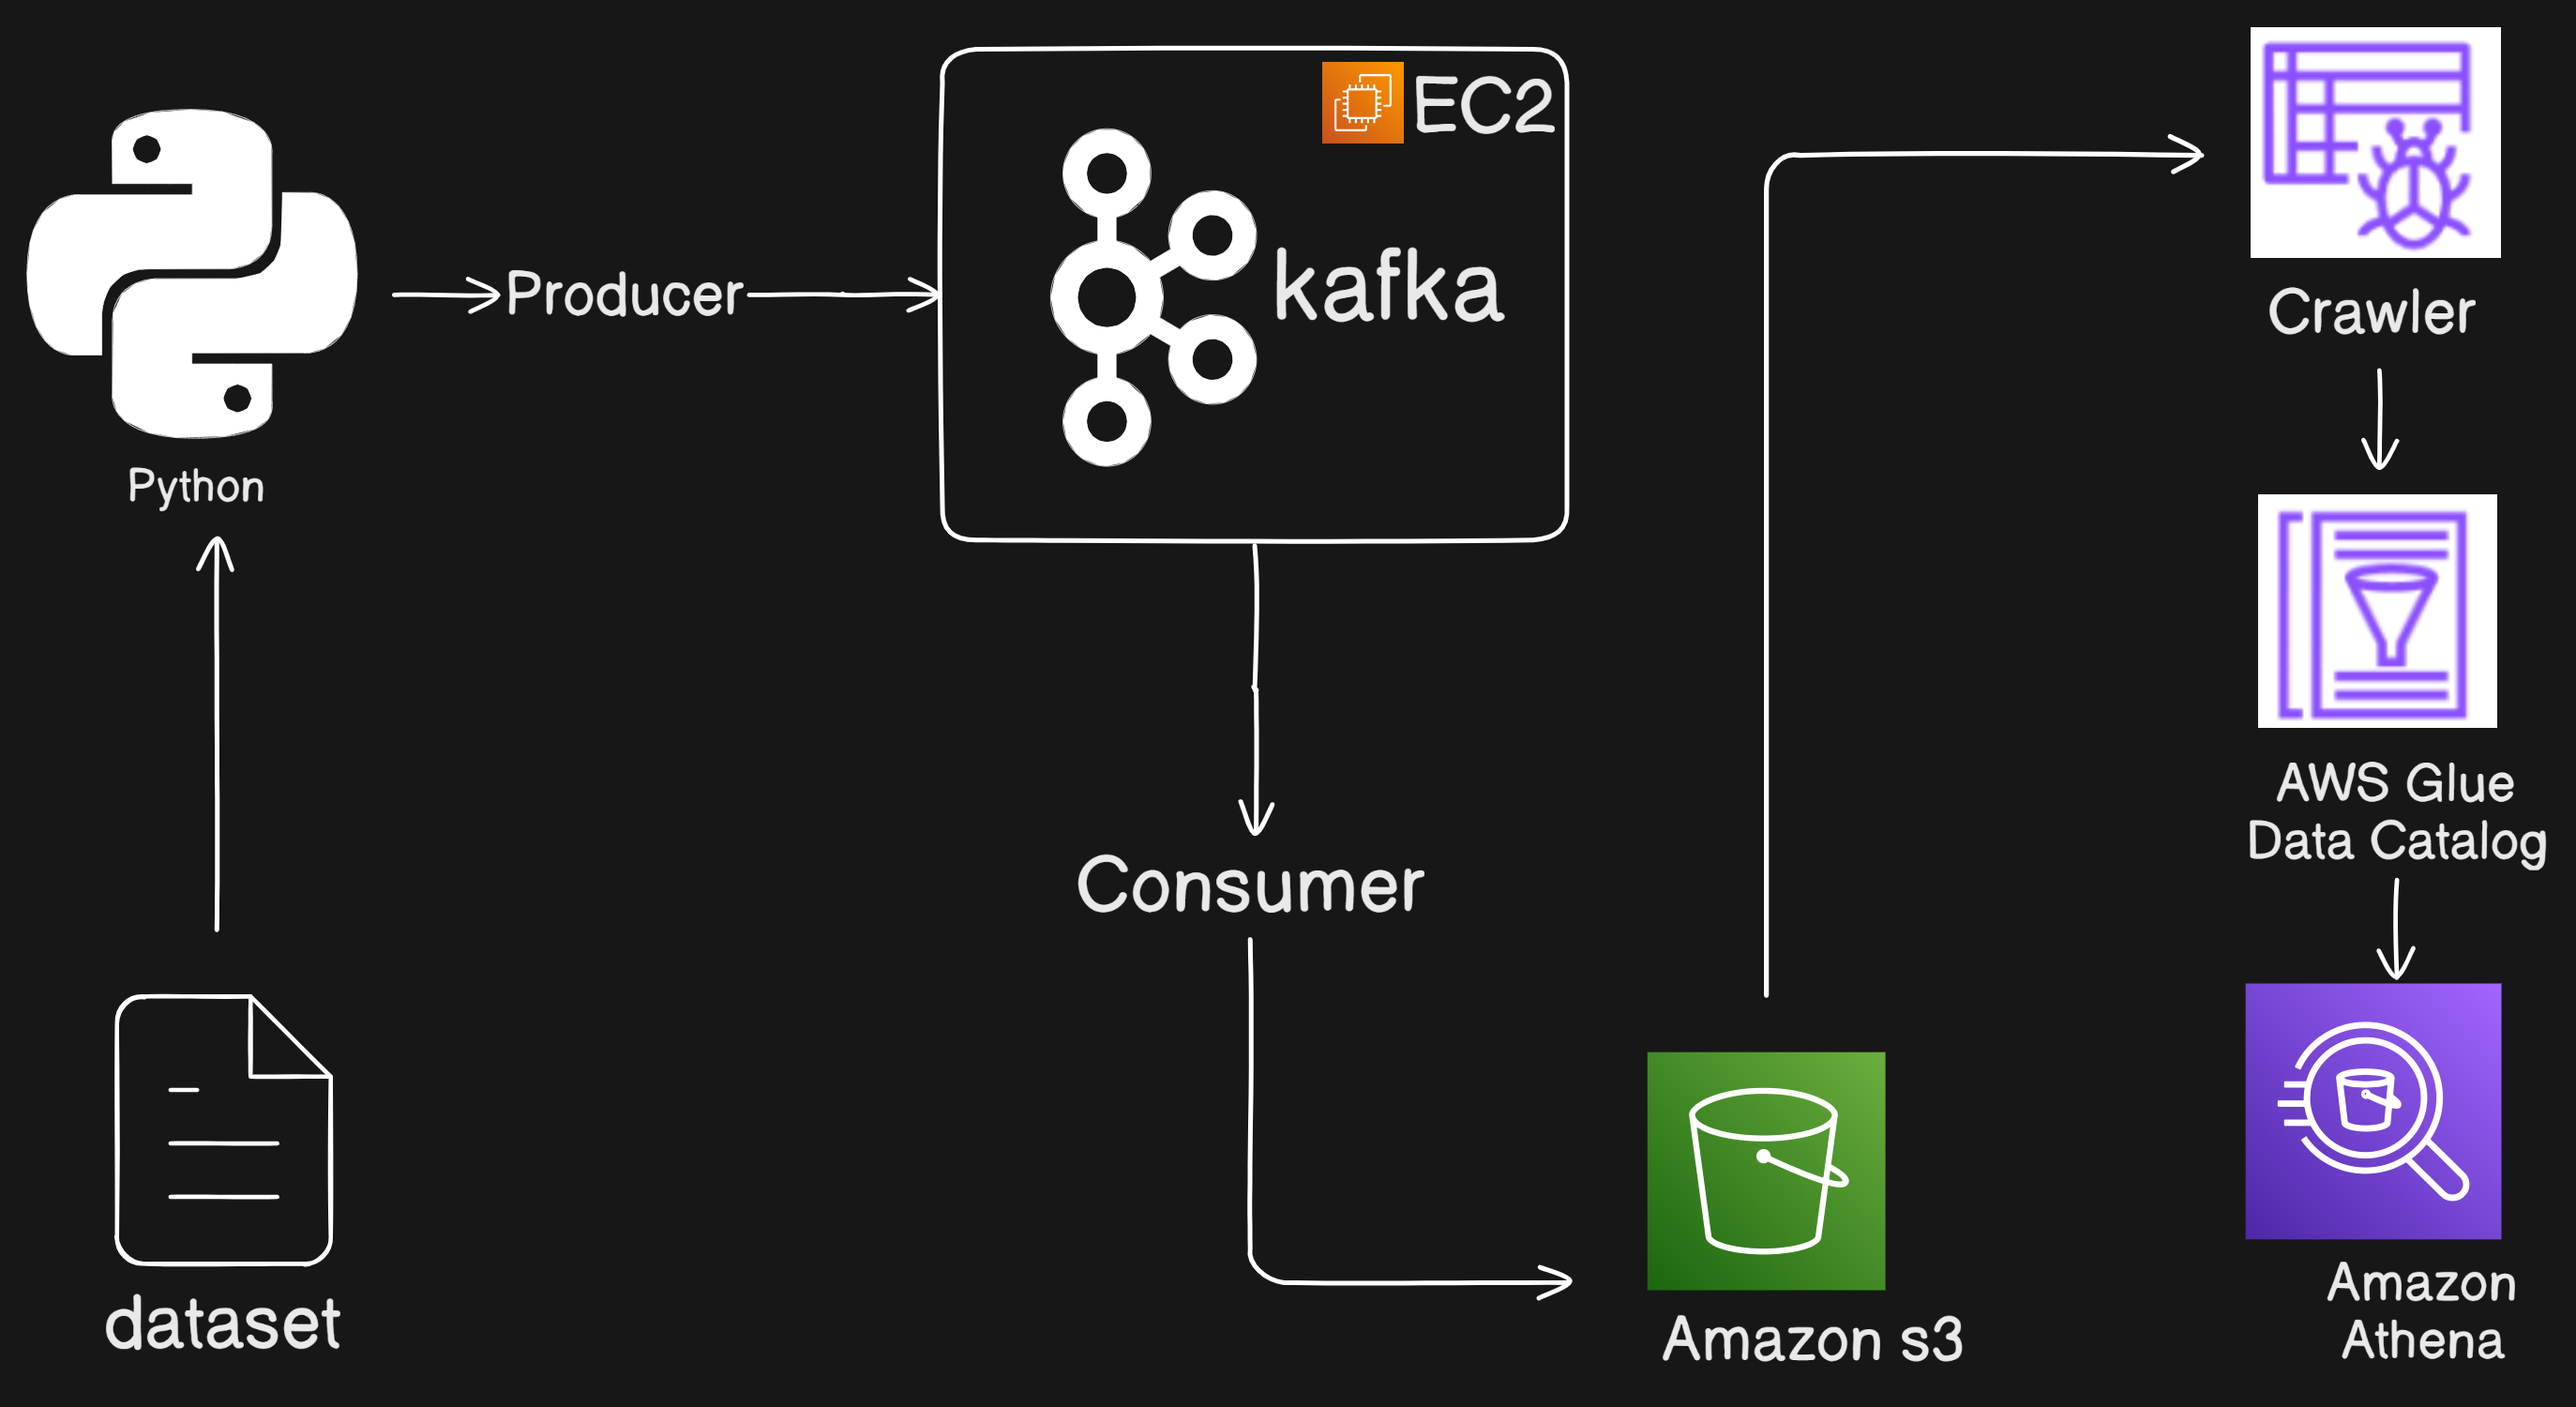 dataset
Python
Producer
EC2
kafka
Consumer
Amazon s3
Crawler
AWS Glue
Data Catalog
Amazon
Athena